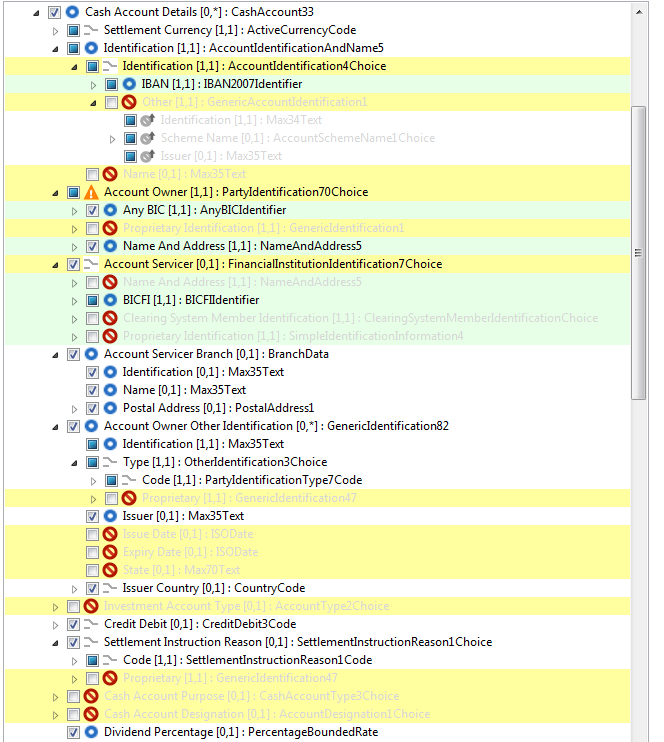 Cash Account Details [0,*] : CashAccount33
Settlement Currency [1,1] : ActiveCurrencyCode
Identification [1,1] : AccountIdentificationAndName5
Identification [1,1] : AccountIdentification4Choice
IBAN [1,1] : IBAN2007Identifier
Other [1,1] : GenericAccountIdentification1
Identification [1,1] : Max34Text
Scheme Name [0,1] : AccountSchemeName1Choice
Issuer [0,1] : Max35Text
Name [0,1] : Max35Text
Account Owner [1,1] : PartyIdentification70Choice
Any BIC [1,1] : AnyBICIdentifier
Proprietary Identification [1,1] : GenericIdentification1
Name And Address [1,1] : NameAndAddress5
Account Servicer [0,1] : FinancialInstitutionIdentification7Choice
Name And Address [1,1] : NameAndAddress5
BICFI [1,1] : BICFIIdentifier
Clearing System Member Identification [1,1] : ClearingSystemMemberIdentificationChoice
Proprietary Identification [1,1] : SimpleIdentificationInformation4
Account Servicer Branch [0,1] : BranchData
Identification [0,1] : Max35Text
Name [0,1] : Max35Text
Postal Address [0,1] : PostalAddress1
Account Owner Other Identification [0,*] : GenericIdentification82
Identification [1,1] : Max35Text
Type [1,1] : OtherIdentification3Choice
Code [1,1] : PartyIdentificationType7Code
Proprietary [1,1] : GenericIdentification47
Issuer [0,1] : Max35Text
Issue Date [0,1] : ISODate
Expiry Date [0,1] : ISODate
State [0,1] : Max70Text
Issuer Country [0,1] : CountryCode
Investment Account Type [0,1] : AccountType2Choice
Credit Debit [0,1] : CreditDebit3Code
Settlement Instruction Reason [0,1] : SettlementInstructionReason1Choice
Code [1,1] : SettlementInstructionReason1Code
Proprietary [1,1] : GenericIdentification47
Cash Account Purpose [0,1] : CashAccountType3Choice
Cash Account Designation [0,1] : AccountDesignation1Choice
Dividend Percentage [0,1] : PercentageBoundedRate